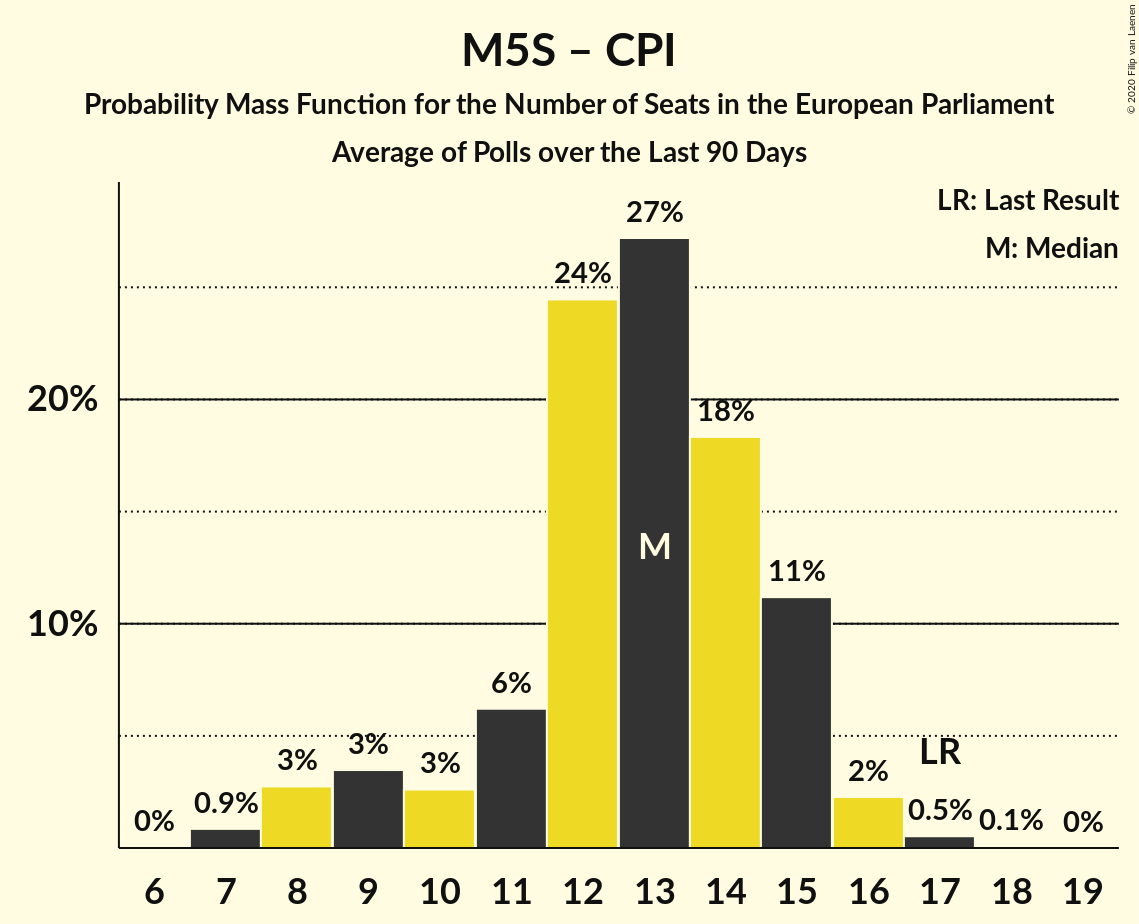 M5S – CPI
Probability Mass Function for the Number of Seats in the European Parliament
Average of Polls over the Last 90 Days
© 2020 Filip van Laenen
LR: Last Result
M: Median
27%
24%
20%
18%
M
11%
10%
6%
LR
3%
3%
3%
2%
0.9%
0.5%
0%
0.1%
0%
6 7 8 9 10 11 12 13 14 15 16 17 18 19